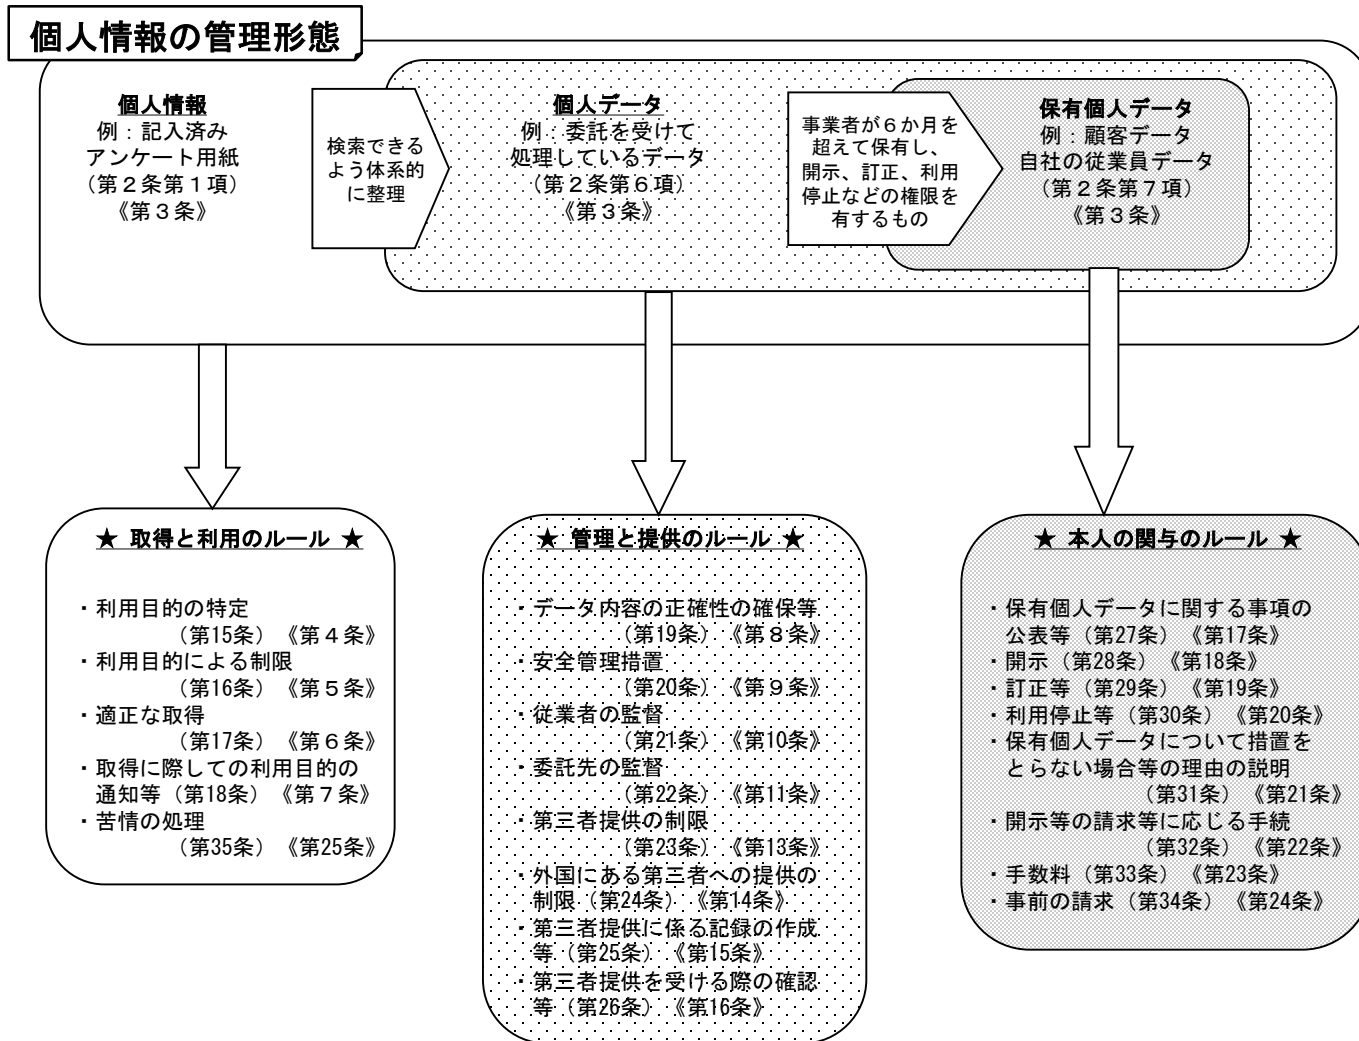 個人情報の管理形態
個人情報
例：記入済み
アンケート用紙
（第２条第１項）
《第３条》
検索できる
よう体系的
に整理
個人データ
例：委託を受けて
処理しているデータ
（第２条第６項）
《第３条》
事業者が６か月を
超えて保有し、
開示、訂正、利用
停止などの権限を
有するもの
保有個人データ
例：顧客データ
自社の従業員データ
（第２条第７項）
《第３条》
★ 取得と利用のルール ★
・利用目的の特定
（第15条）《第４条》
・利用目的による制限
（第16条）《第５条》
・適正な取得
（第17条）《第６条》
・取得に際しての利用目的の
通知等（第18条）《第７条》
・苦情の処理
（第35条）《第25条》
★ 管理と提供のルール ★
・データ内容の正確性の確保等
（第19条）《第８条》
・安全管理措置
（第20条）《第９条》
・従業者の監督
（第21条）《第10条》
・委託先の監督
（第22条）《第11条》
・第三者提供の制限
（第23条）《第13条》
・外国にある第三者への提供の
制限（第24条）《第14条》
・第三者提供に係る記録の作成
等（第25条）《第15条》
・第三者提供を受ける際の確認
等（第26条）《第16条》
★ 本人の関与のルール ★
・保有個人データに関する事項の
公表等（第27条）《第17条》
・開示（第28条）《第18条》
・訂正等（第29条）《第19条》
・利用停止等（第30条）《第20条》
・保有個人データについて措置を
とらない場合等の理由の説明
（第31条）《第21条》
・開示等の請求等に応じる手続
（第32条）《第22条》
・手数料（第33条）《第23条》
・事前の請求（第34条）《第24条》